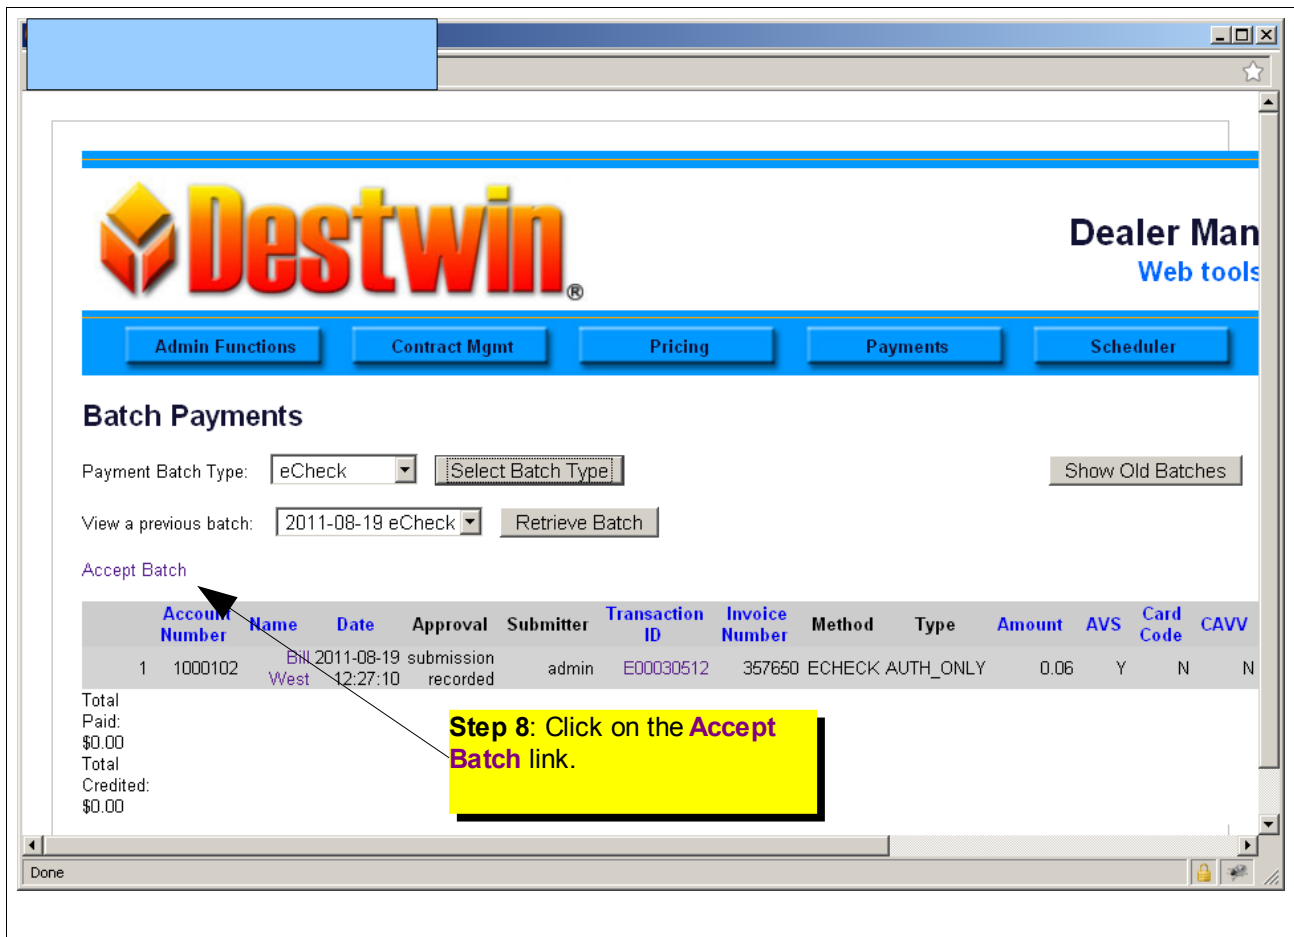 Destwin®
Dealer Man
Web tools
Admin Functions Contract Mgmt Pricing Payments Scheduler
Batch Payments
Payment Batch Type: eCheck Select Batch Type Show Old Batches
View a previous batch: 2011-08-19 eCheck Retrieve Batch
Accept Batch
Account Number Name Date Approval Submitter Transaction ID Invoice Number Method Type Amount AVS Card Code CAVV
1 1000102 Bill West 2011-08-19 12:27:10 submission recorded admin E00030512 357650 ECHECK AUTH_ONLY 0.06 Y N N
Total
Paid:
$0.00
Total
Credited:
$0.00
Step 8: Click on the Accept
Batch link.
Done